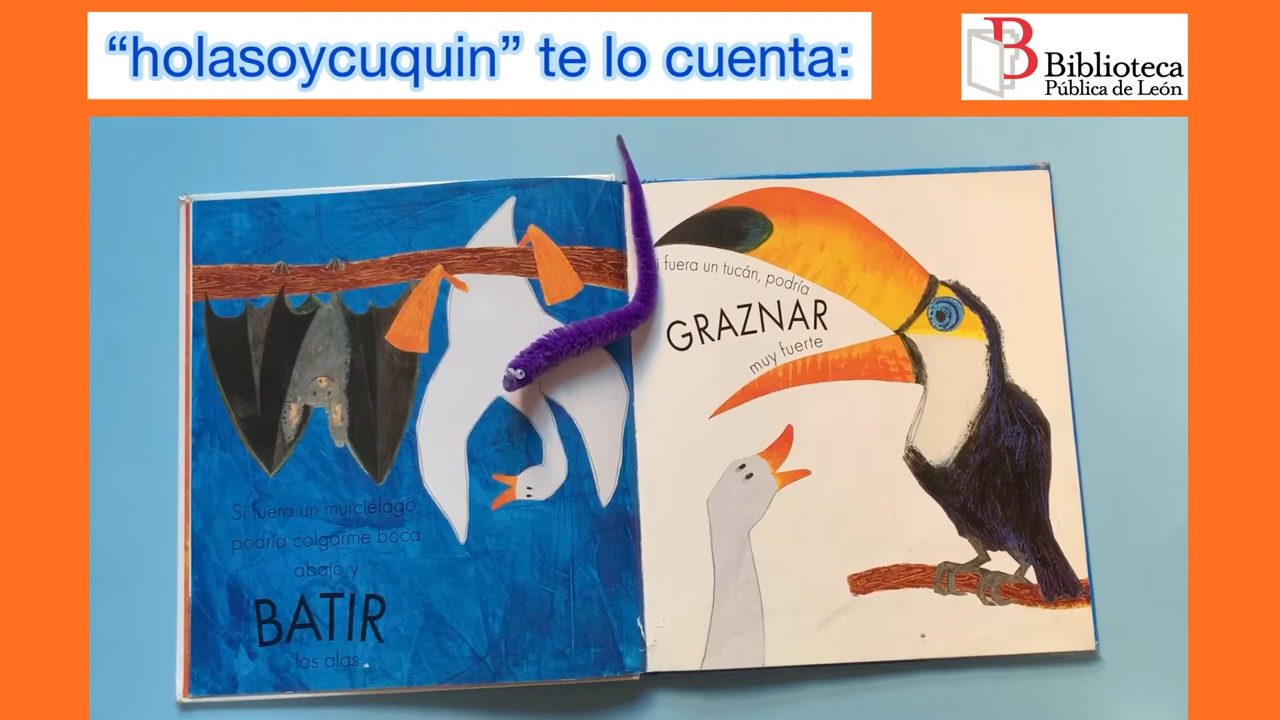 “holasoycuquin” te lo cuenta:
Biblioteca
Pública de León
Si fuera un murciélago,
podría colgarme boca
abajo y
BATIR
las alas.
i fuera un tucán, podría
GRAZNAR
muy fuerte